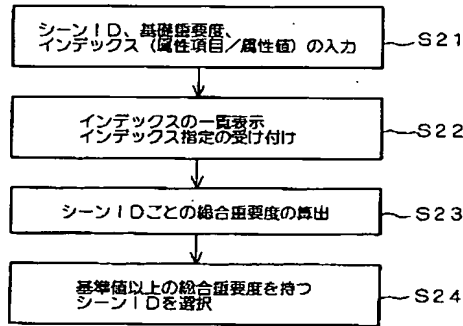 シーンＩＤ、基礎重要度、
インデックス（属性項目／属性値）の入力
S21
インデックスの一覧表示
インデックス指定の受け付け
S22
シーンＩＤごとの総合重要度の算出
S23
基準値以上の総合重要度を持つ
シーンＩＤを選択
S24